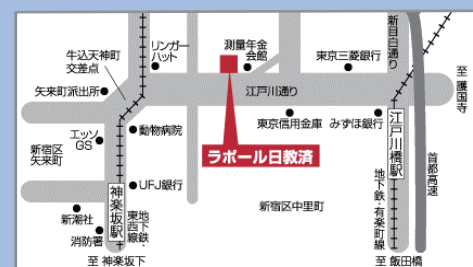 牛込天神町
交差点
リンガー
ハット
測量年金
会館
東京三菱銀行
新目白通り
至 護国寺
矢来町派出所
江戸川通り
東京信用金庫
みずほ銀行
エッソ
GS
動物病院
新宿区
矢来町
ラポール日教済
江戸川橋駅
首都高速
UFJ銀行
神楽坂駅
地下鉄・
東西線
新宿区中里町
地下鉄・有楽町線
新潮社
消防署
至 神楽坂下
至 飯田橋